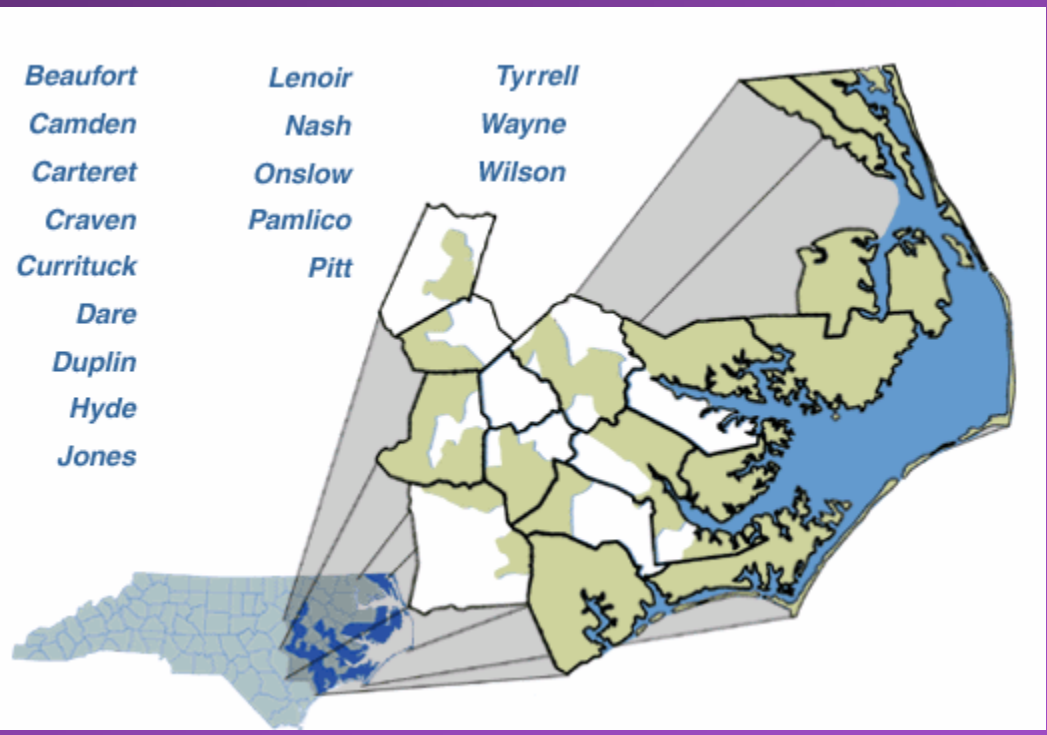 Beaufort
Camden
Carteret
Craven
Currituck
Dare
Duplin
Hyde
Jones
Lenoir
Nash
Onslow
Pamlico
Pitt
Tyrrell
Wayne
Wilson